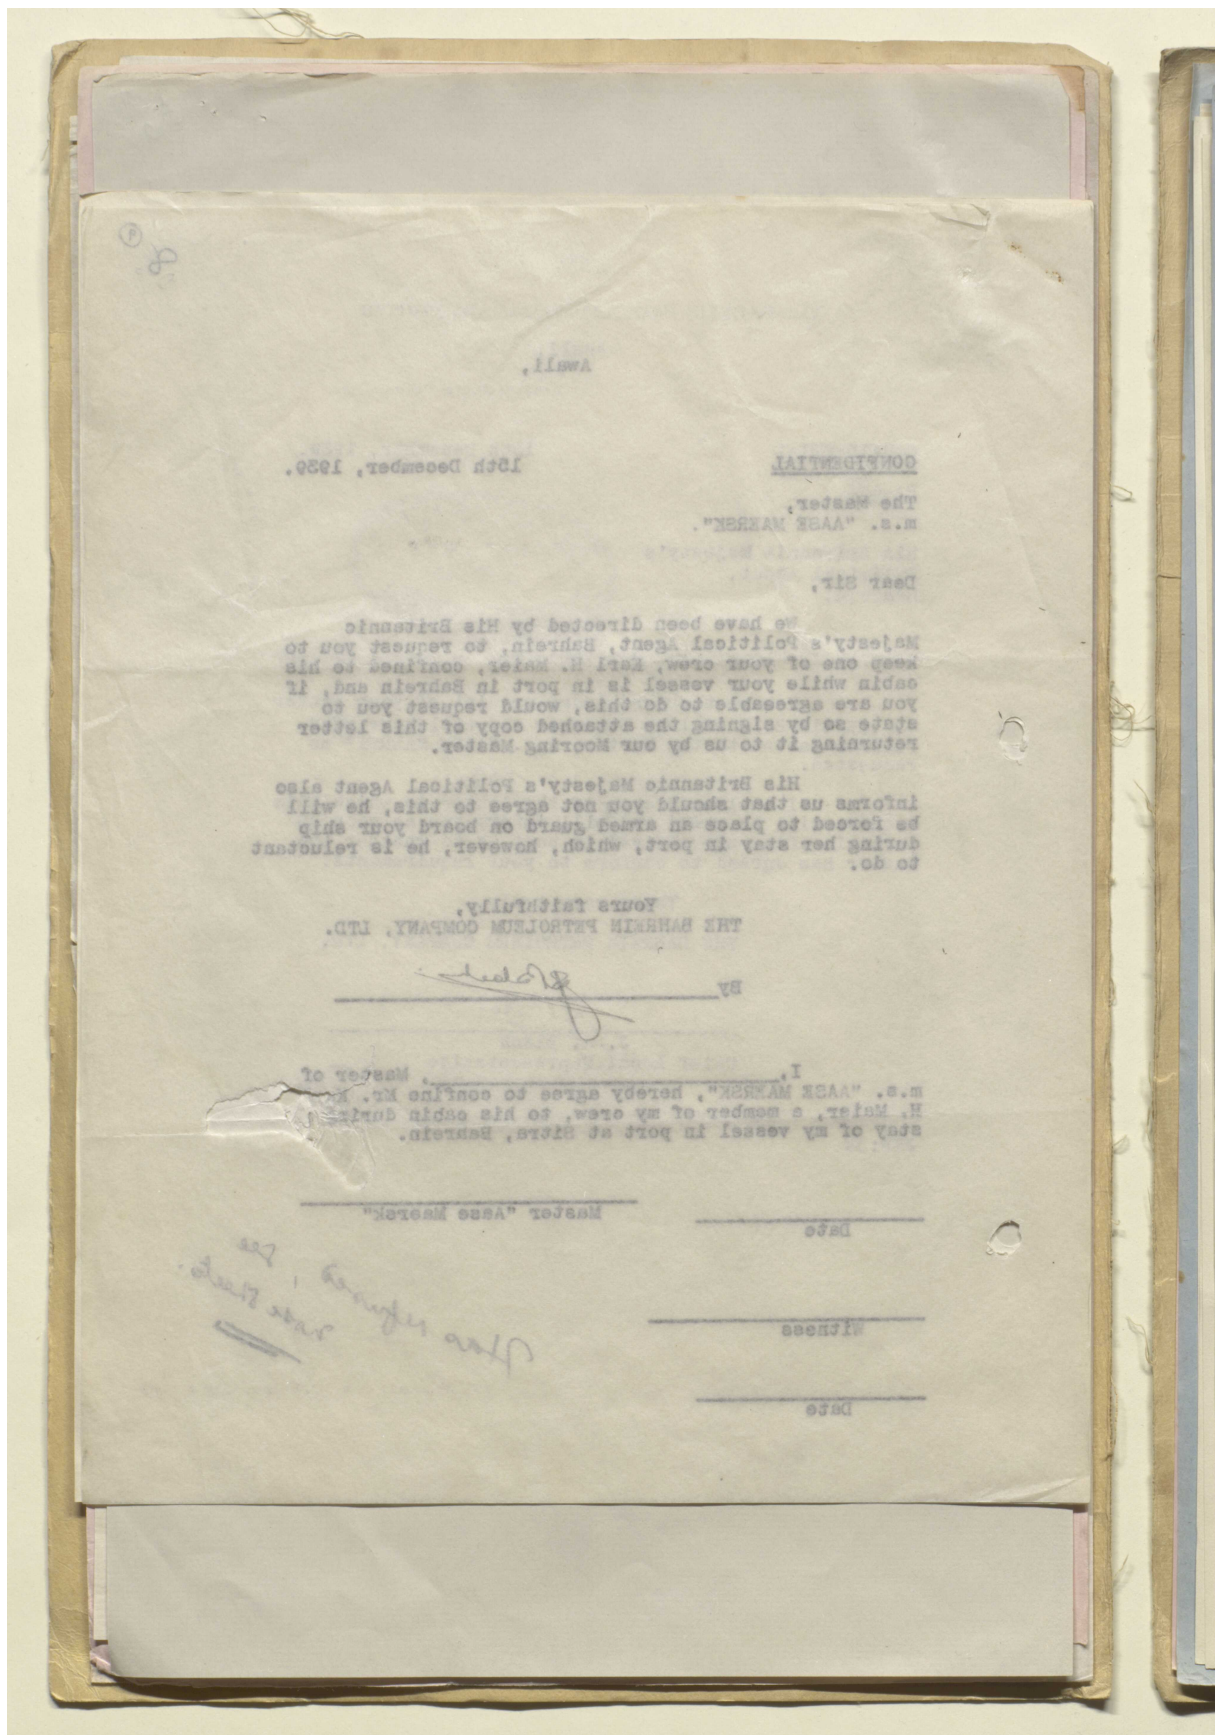 8
Awali,
CONFIDENTIAL 15th December, 1939.
The Master,
m.s. "AASE MAERSK".
Dear Sir,
We have been directed by His Britannic
Majesty's Political Agent, Bahrein, to request you to
keep one of your crew, Karl H. Maier, confined to his
cabin while your vessel is in port in Bahrein and, if
you are agreeable to do this, would request you to
state so by signing the attached copy of this letter
returning it to us by our Mooring Master.
His Britannic Majesty's Political Agent also
informs us that should you not agree to this, he will
be forced to place an armed guard on board your ship
during her stay in port, which, however, he is reluctant
to do.
Yours faithfully,
THE BAHREIN PETROLEUM COMPANY, LTD.
By
I, , Master of
m.s. "AASE MAERSK", hereby agree to confine Mr.
H. Maier, a member of my crew, to his cabin during
stay of my vessel in port at Sitra, Bahrein.
Date Master "Aase Maersk"
Witness
Date
Has refused, see
note sheets.